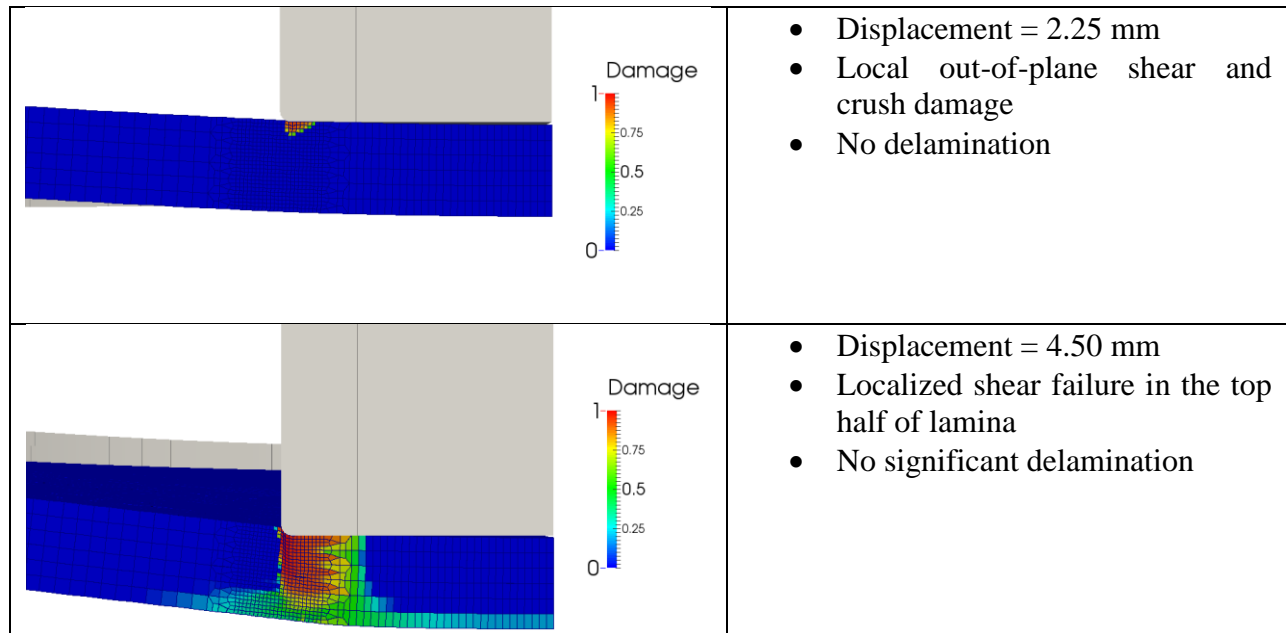 Damage
1
0.75
0.5
0.25
0
• Displacement = 2.25 mm
• Local out-of-plane shear and
crush damage
• No delamination
Damage
1
0.75
0.5
0.25
0
• Displacement = 4.50 mm
• Localized shear failure in the top
half of lamina
• No significant delamination